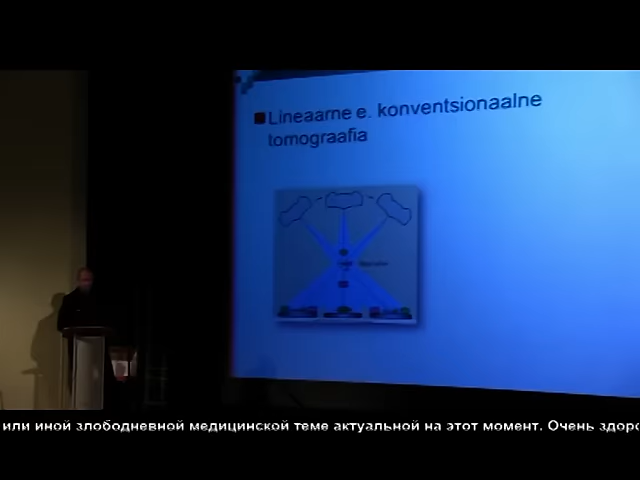 Lineaarne e. konventsionaalne
tomograafia
или иной злободневной медицинской теме актуальной на этот момент. Очень здоро